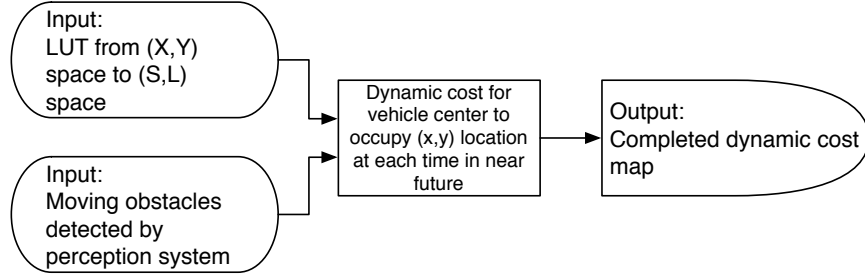 Input:
LUT from (X,Y)
space to (S,L)
space
Input:
Moving obstacles
detected by
perception system
Dynamic cost for
vehicle center to
occupy (x,y) location
at each time in near
future
Output:
Completed dynamic cost
map